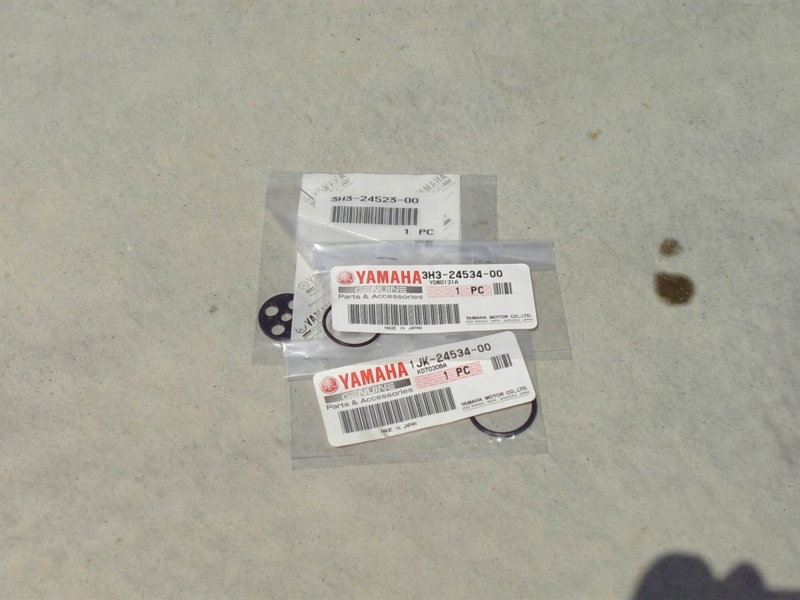 YAMAHA
3H3-24523-00
1 PC
YAMAHA
3H3-24534-00
GENUINE
Y080131A
Parts & Accessories
1 PC
MADE IN JAPAN
YAMAHA MOTOR CO.,LTD.
YAMAHA
1JK-24534-00
GENUINE
K070308A
Parts & Accessories
1 PC
MADE IN JAPAN
YAMAHA MOTOR CO.,LTD.